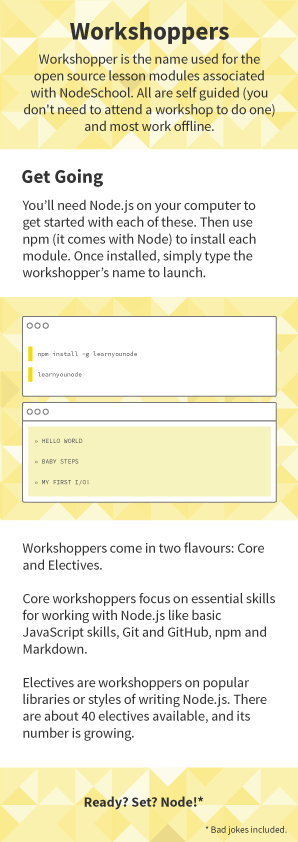 Workshoppers
Workshopper is the name used for the
open source lesson modules associated
with NodeSchool. All are self guided (you
don't need to attend a workshop to do one)
and most work offline.
Get Going
You'll need Node.js on your computer to
get started with each of these. Then use
npm (it comes with Node) to install each
module. Once installed, simply type the
workshopper's name to launch.
npm install -g learnyounode
learnyounode
» HELLO WORLD
» BABY STEPS
» MY FIRST I/O!
Workshoppers come in two flavours: Core
and Electives.
Core workshoppers focus on essential skills
for working with Node.js like basic
JavaScript skills, Git and GitHub, npm and
Markdown.
Electives are workshoppers on popular
libraries or styles of writing Node.js. There
are about 40 electives available, and its
number is growing.
Ready? Set? Node!*
* Bad jokes included.